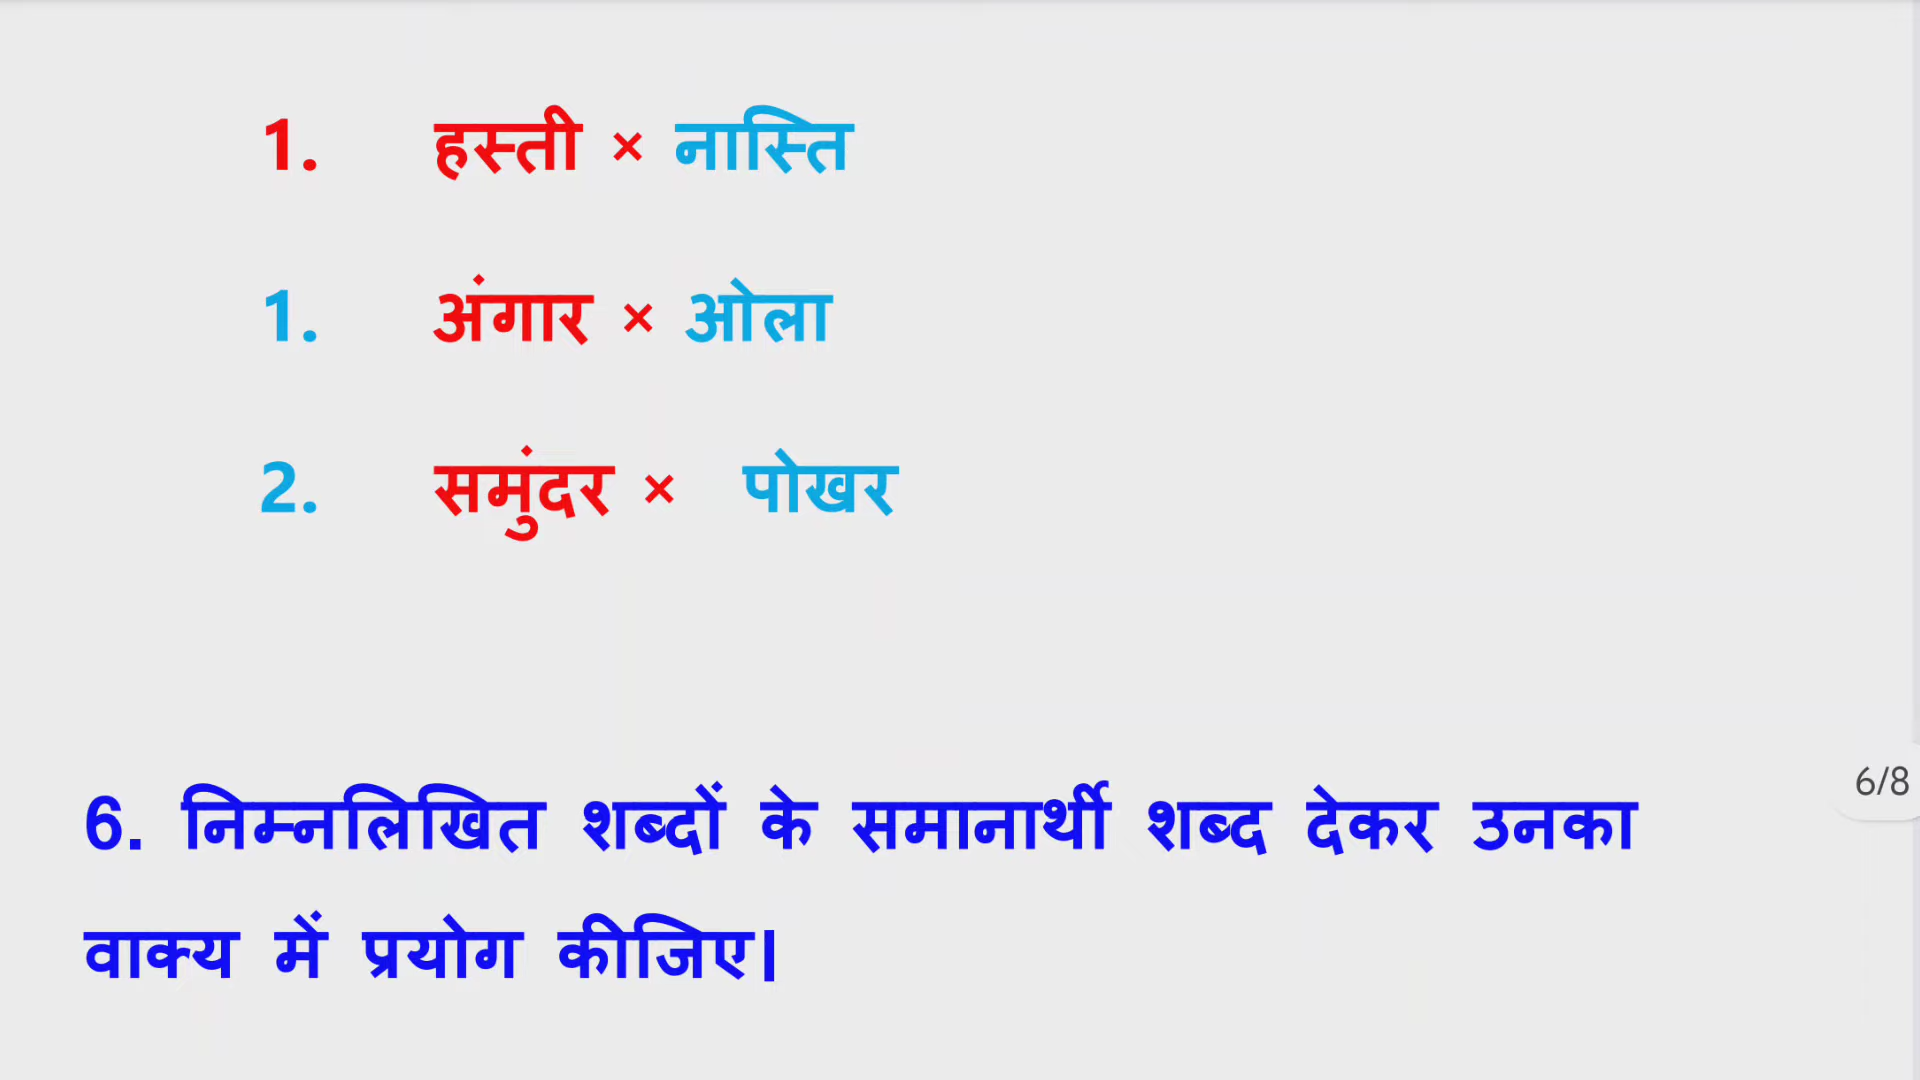 1. हस्ती × नास्ति
1. अंगार × ओला
2. समुंदर × पोखर
6/8
6. निम्नलिखित शब्दों के समानार्थी शब्द देकर उनका
वाक्य में प्रयोग कीजिए।